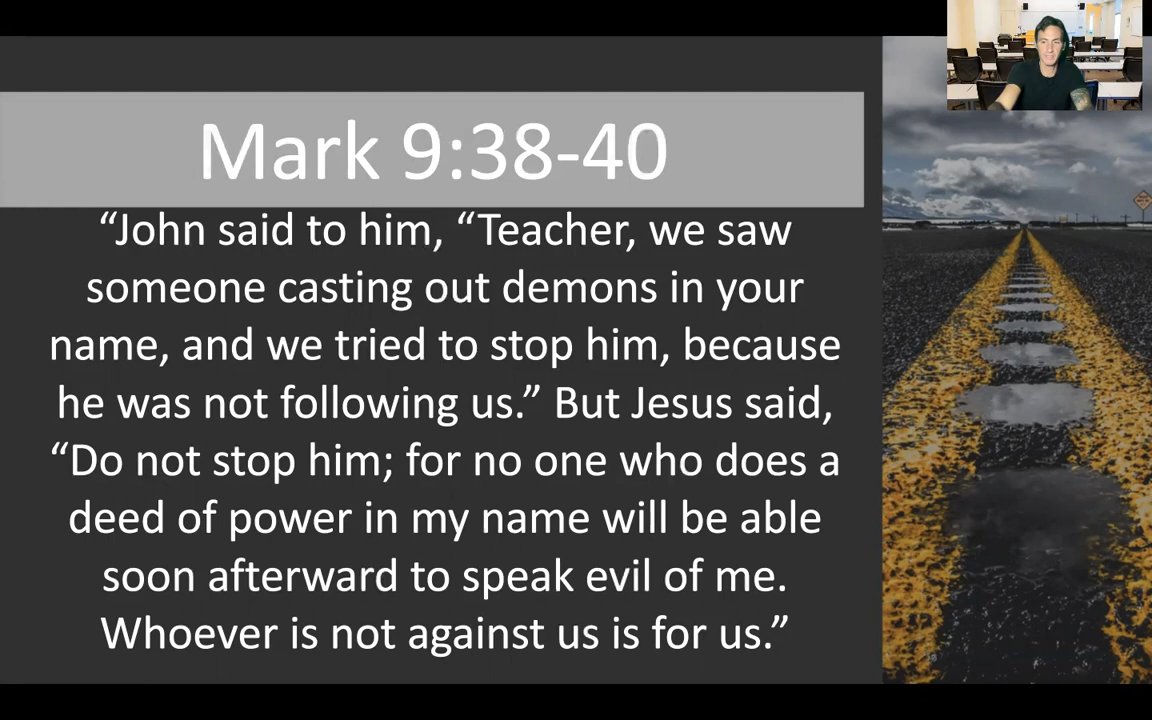 Mark 9:38-40
“John said to him, “Teacher, we saw
someone casting out demons in your
name, and we tried to stop him, because
he was not following us.” But Jesus said,
“Do not stop him; for no one who does a
deed of power in my name will be able
soon afterward to speak evil of me.
Whoever is not against us is for us.”